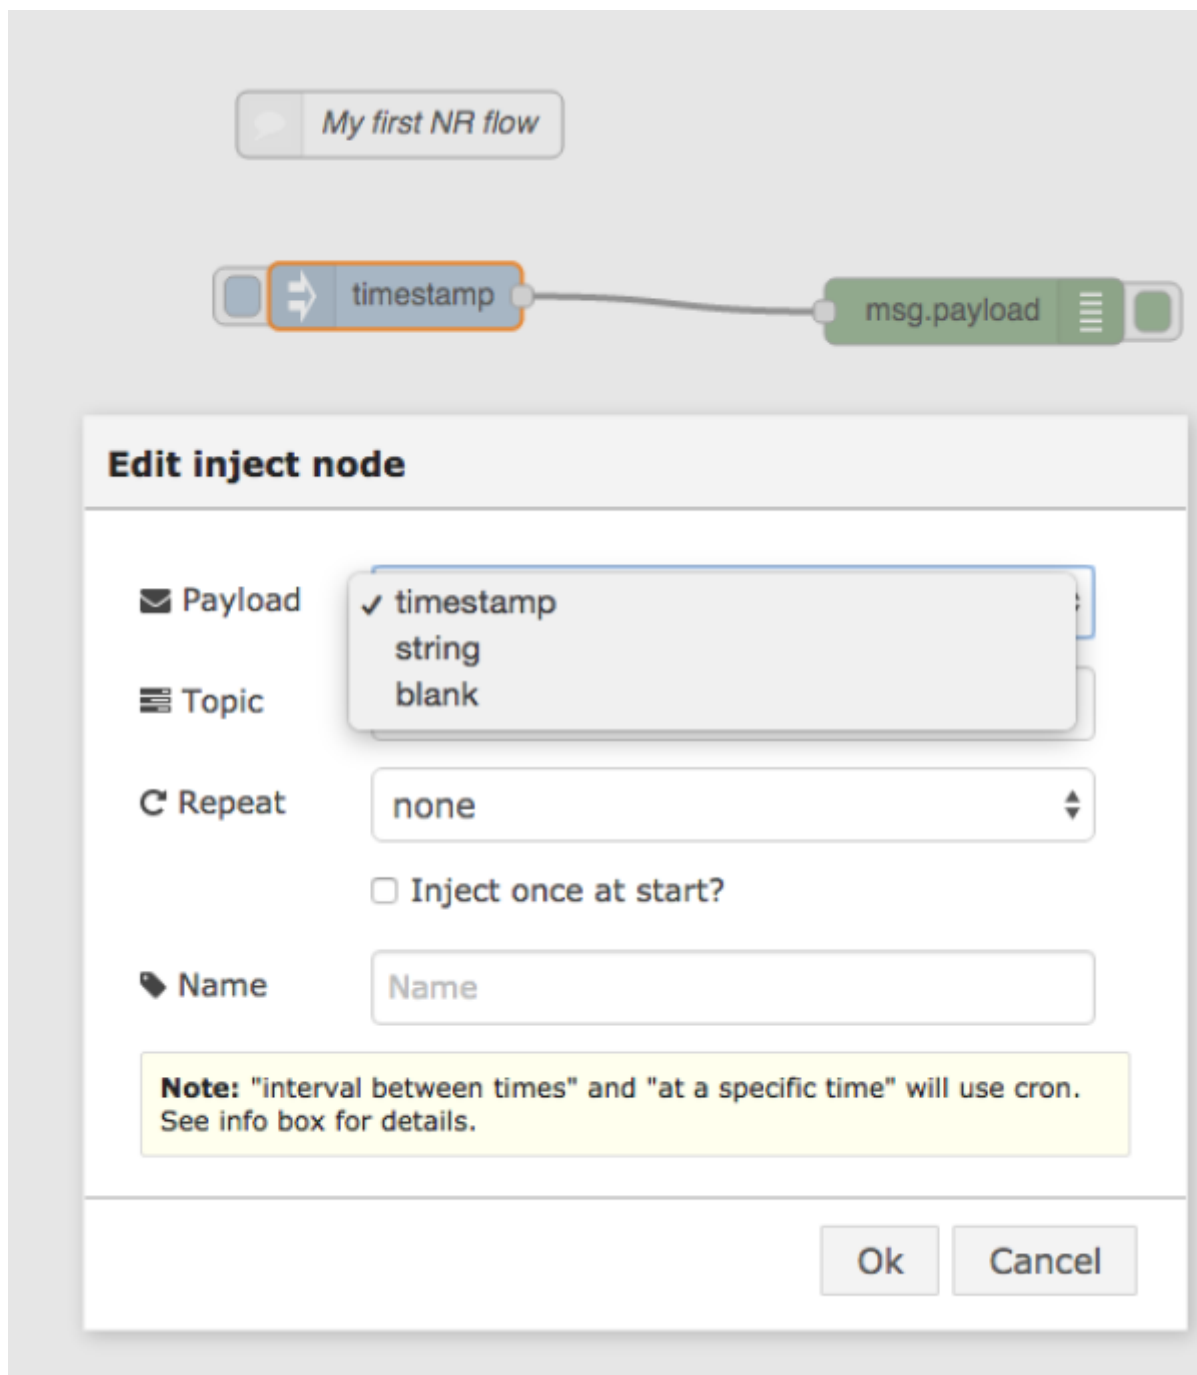 My first NR flow
timestamp
msg.payload
Edit inject node
Payload
✓ timestamp
string
blank
Topic
Repeat
none
Inject once at start?
Name
Name
Note: "interval between times" and "at a specific time" will use cron.
See info box for details.
Ok
Cancel